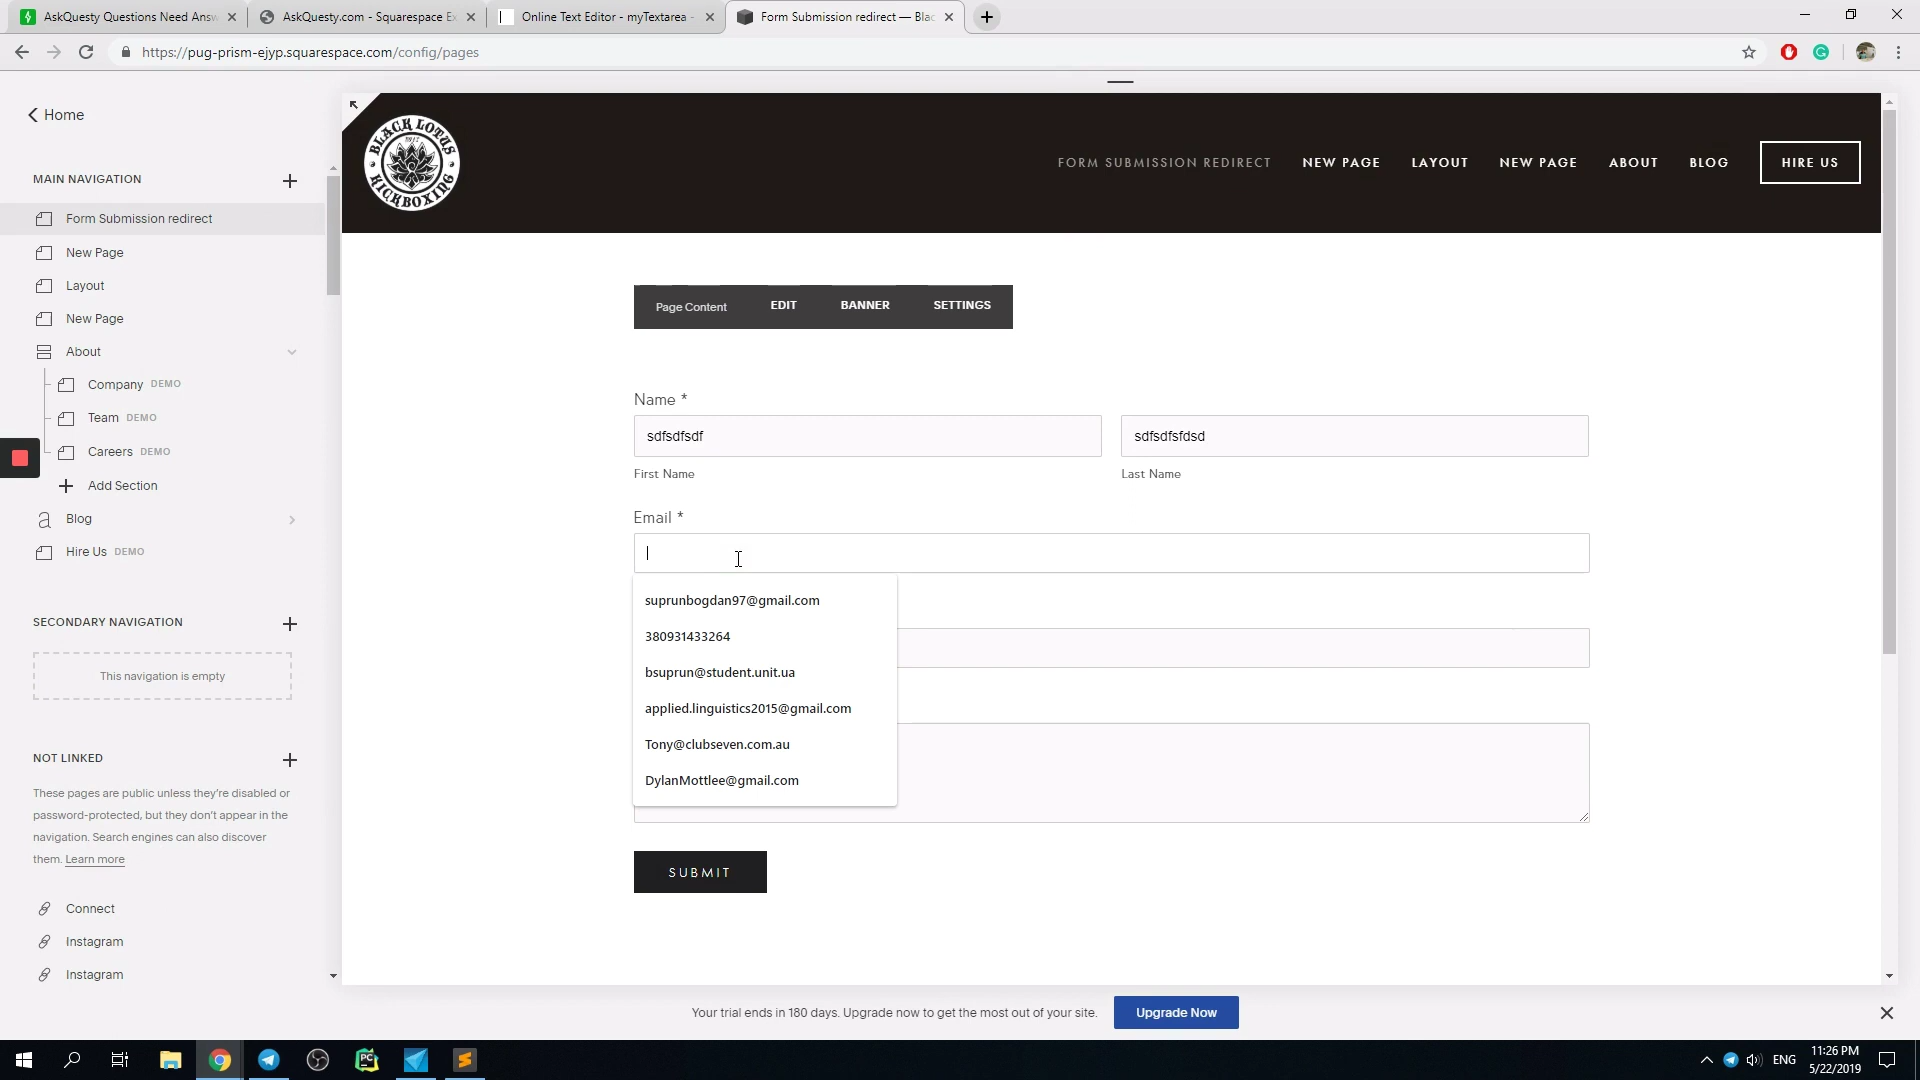 AskQuesty Questions Need Answ
AskQuesty.com - Squarespace Ex
Online Text Editor - myTextarea -
Form Submission redirect — Blac
https://pug-prism-ejyp.squarespace.com/config/pages
Home
MAIN NAVIGATION
Form Submission redirect
New Page
Layout
New Page
About
Company DEMO
Team DEMO
Careers DEMO
Add Section
Blog
Hire Us DEMO
SECONDARY NAVIGATION
This navigation is empty
NOT LINKED
These pages are public unless they're disabled or
password-protected, but they don't appear in the
navigation. Search engines can also discover
them. Learn more
Connect
Instagram
Instagram
BLACK LOTUS
KICKBOXING
FORM SUBMISSION REDIRECT NEW PAGE LAYOUT NEW PAGE ABOUT BLOG HIRE US
Page Content EDIT BANNER SETTINGS
Name *
sdfsdfsdf sdfsdfsfdsd
First Name Last Name
Email *
suprunbogdan97@gmail.com
380931433264
bsuprun@student.unit.ua
applied.linguistics2015@gmail.com
Tony@clubseven.com.au
DylanMottlee@gmail.com
SUBMIT
Your trial ends in 180 days. Upgrade now to get the most out of your site. Upgrade Now
PC
ENG
11:26 PM
5/22/2019